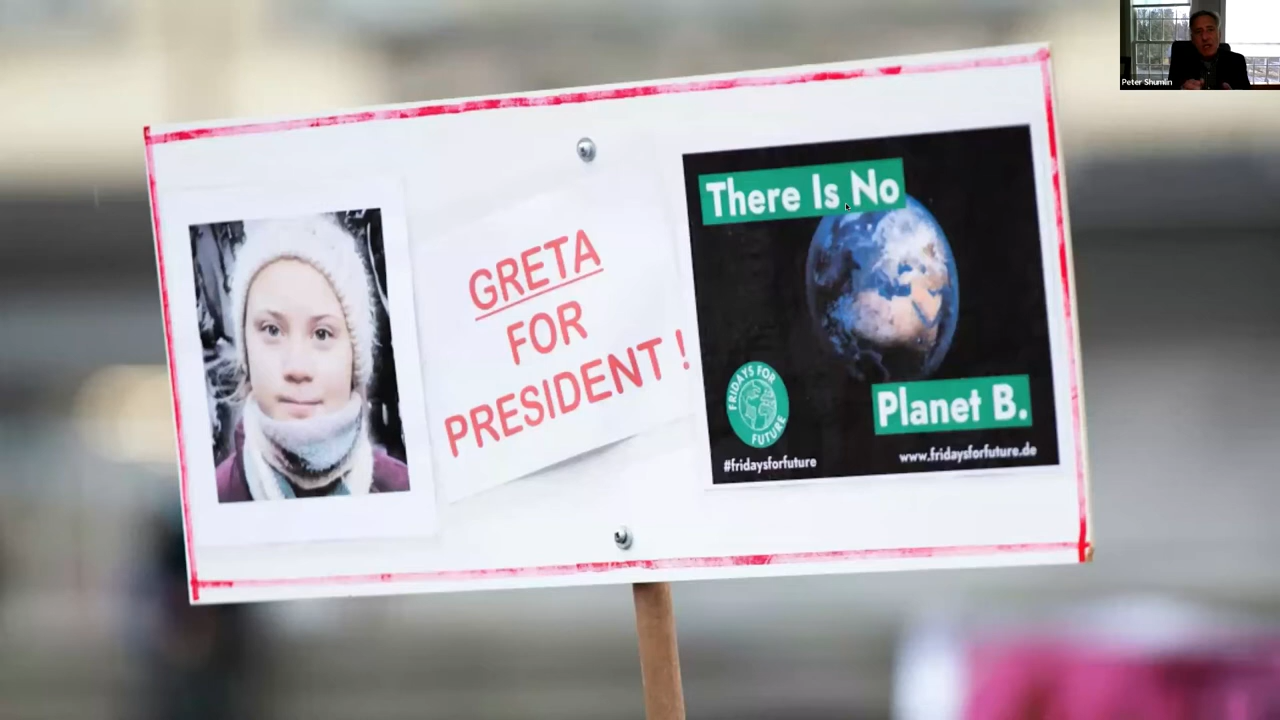 Peter Shumlin
GRETA
FOR
PRESIDENT !
There Is No
Planet B.
FRIDAYS FOR
FUTURE
#fridaysforfuture
www.fridaysforfuture.de